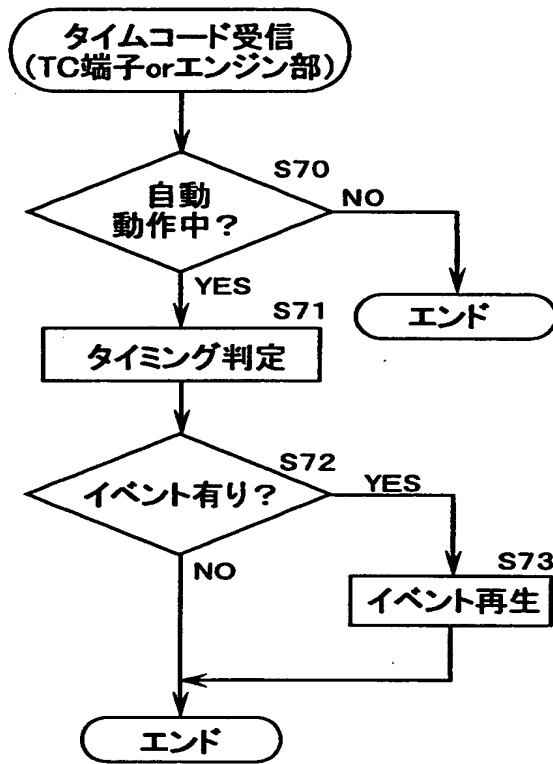 タイムコード受信
(TC端子orエンジン部)
S70
自動
動作中?
NO
YES
エンド
S71
タイミング判定
S72
イベント有り?
YES
NO
S73
イベント再生
エンド